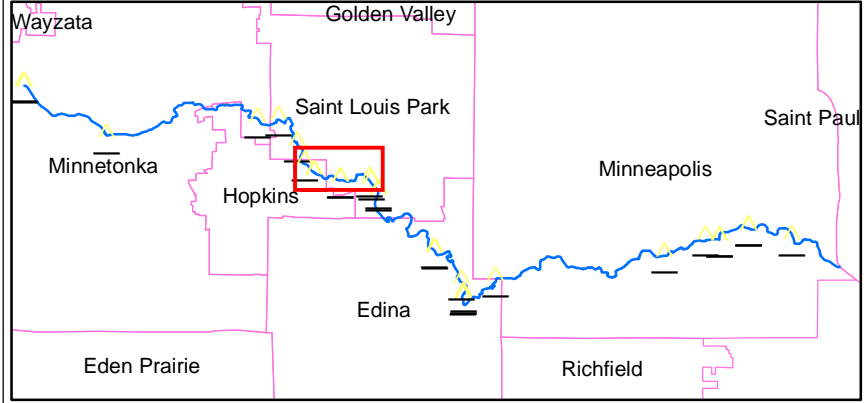 Golden Valley
Wayzata
Saint Louis Park
Saint Paul
Minnetonka
Minneapolis
Hopkins
Edina
Eden Prairie
Richfield